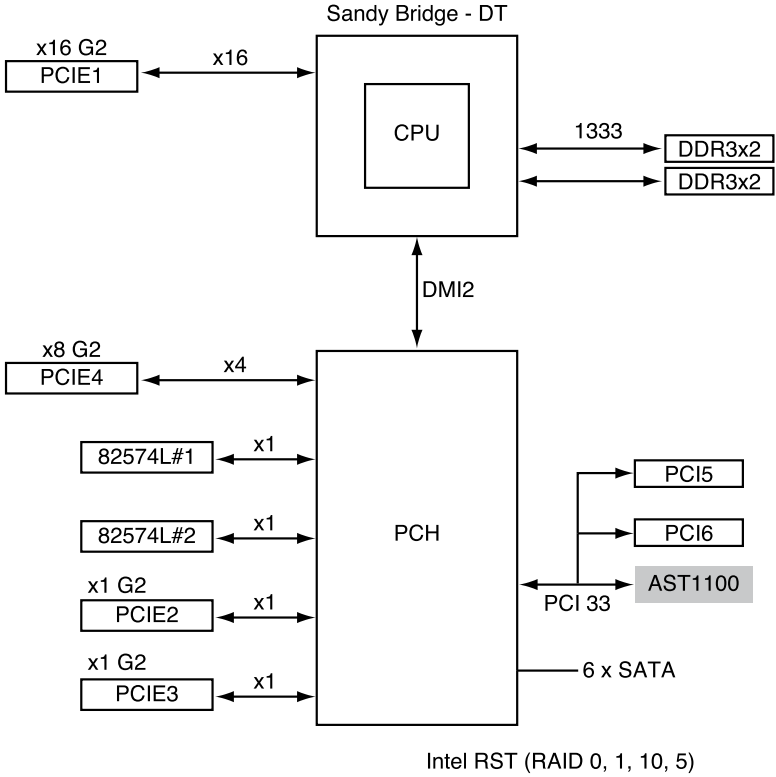 Sandy Bridge - DT
x16 G2
PCIE1
x16
CPU
1333
DDR3x2
DDR3x2
DMI2
x8 G2
PCIE4
x4
82574L#1
x1
PCI5
82574L#2
x1
PCH
PCI6
x1 G2
PCIE2
x1
AST1100
PCI 33
x1 G2
PCIE3
x1
6 x SATA
Intel RST (RAID 0, 1, 10, 5)